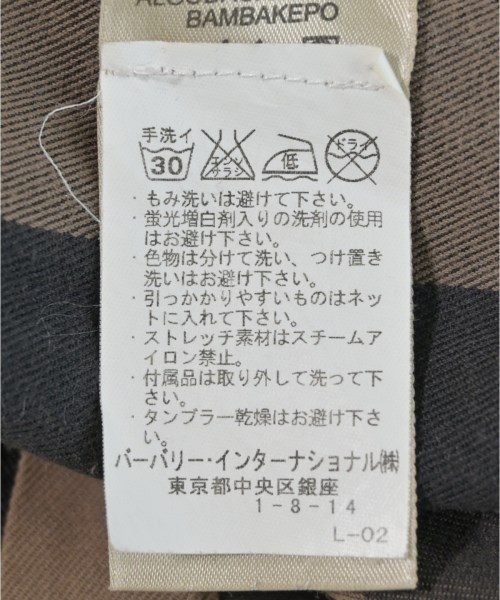 BAMBAKEPO
手洗イ
30
エンソ
サラシ
低
ドライ
・もみ洗いは避けて下さい。
・蛍光増白剤入りの洗剤の使用
はお避け下さい。
・色物は分けて洗い、つけ置き
洗いはお避け下さい。
・引っかかりやすいものはネッ
トに入れて下さい。
・ストレッチ素材はスチームア
イロン禁止。
・付属品は取り外して洗って下
さい。
・タンブラー乾燥はお避け下さ
い。
バーバリー・インターナショナル㈱
東京都中央区銀座
1-8-14
L-02